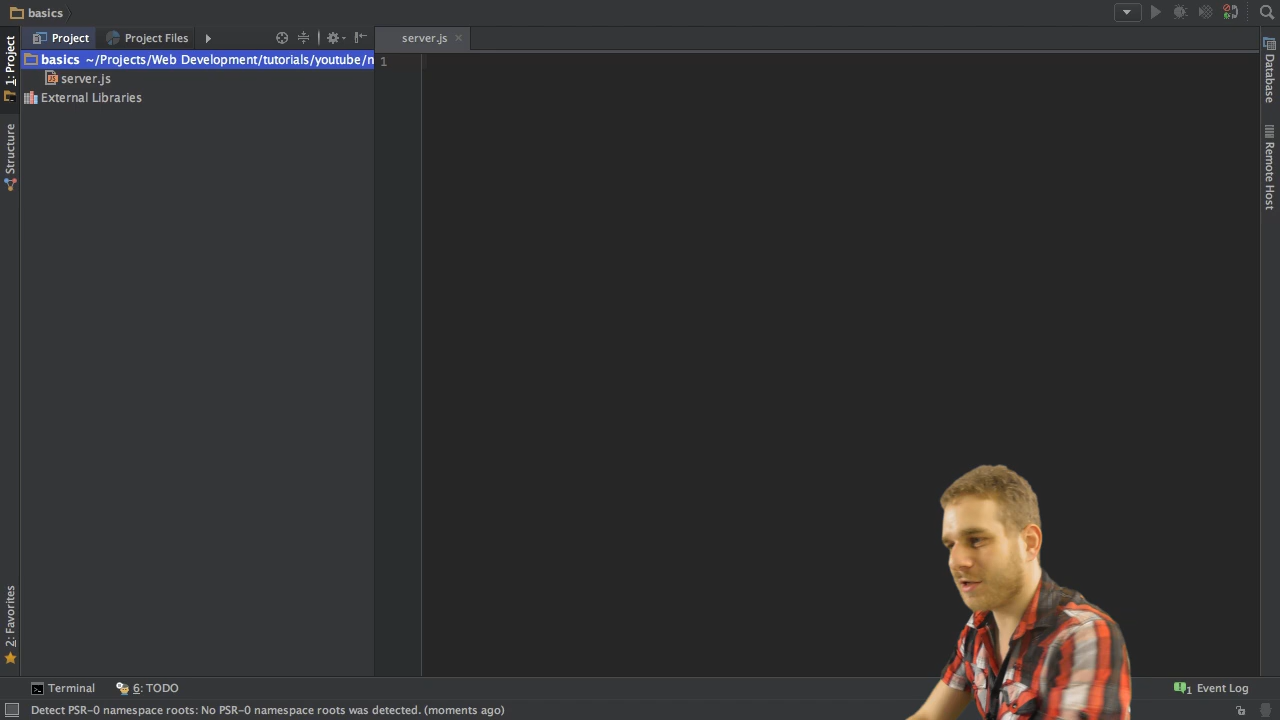 basics
Project
Project Files
server.js
1: Project
basics ~/Projects/Web Development/tutorials/youtube/n
server.js
External Libraries
1
Structure
2: Favorites
Database
Remote Host
Terminal
6: TODO
Event Log
Detect PSR-0 namespace roots: No PSR-0 namespace roots was detected. (moments ago)